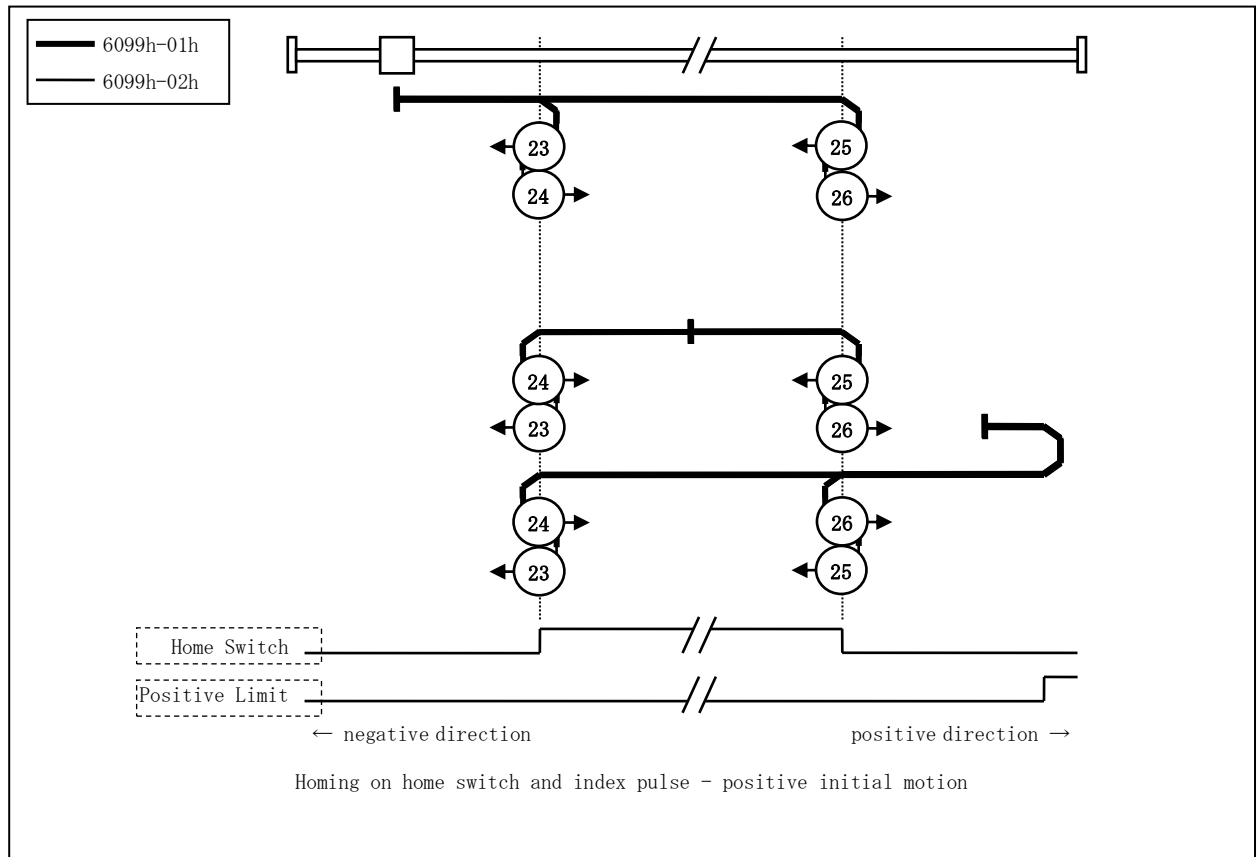 6099h-01h
6099h-02h
23
25
24
26
24
25
23
26
24
26
23
25
Home Switch
Positive Limit
← negative direction
positive direction →
Homing on home switch and index pulse - positive initial motion